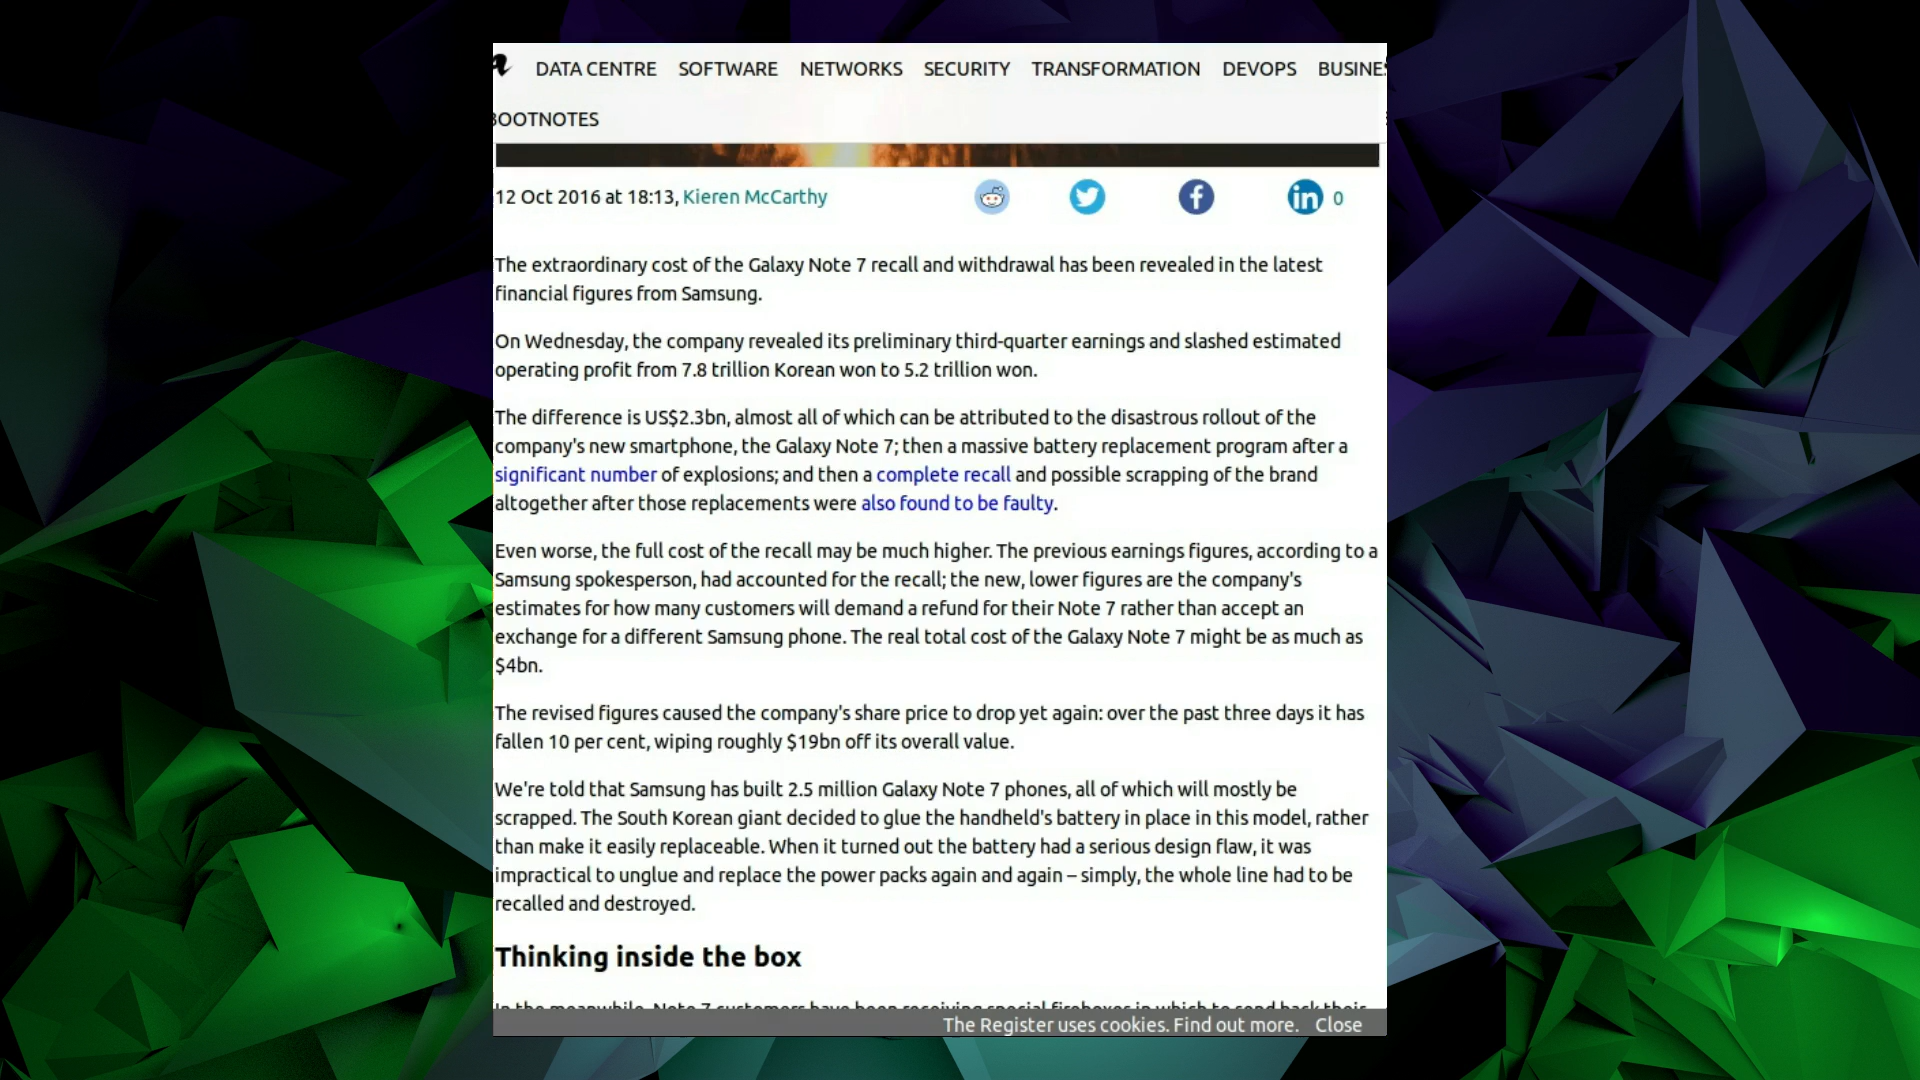 DATA CENTRE SOFTWARE NETWORKS SECURITY TRANSFORMATION DEVOPS BUSINES
BOOTNOTES
12 Oct 2016 at 18:13, Kieren McCarthy 0
The extraordinary cost of the Galaxy Note 7 recall and withdrawal has been revealed in the latest
financial figures from Samsung.
On Wednesday, the company revealed its preliminary third-quarter earnings and slashed estimated
operating profit from 7.8 trillion Korean won to 5.2 trillion won.
The difference is US$2.3bn, almost all of which can be attributed to the disastrous rollout of the
company's new smartphone, the Galaxy Note 7; then a massive battery replacement program after a
significant number of explosions; and then a complete recall and possible scrapping of the brand
altogether after those replacements were also found to be faulty.
Even worse, the full cost of the recall may be much higher. The previous earnings figures, according to a
Samsung spokesperson, had accounted for the recall; the new, lower figures are the company's
estimates for how many customers will demand a refund for their Note 7 rather than accept an
exchange for a different Samsung phone. The real total cost of the Galaxy Note 7 might be as much as
$4bn.
The revised figures caused the company's share price to drop yet again: over the past three days it has
fallen 10 per cent, wiping roughly $19bn off its overall value.
We're told that Samsung has built 2.5 million Galaxy Note 7 phones, all of which will mostly be
scrapped. The South Korean giant decided to glue the handheld's battery in place in this model, rather
than make it easily replaceable. When it turned out the battery had a serious design flaw, it was
impractical to unglue and replace the power packs again and again – simply, the whole line had to be
recalled and destroyed.
Thinking inside the box
In the meanwhile, Note 7 customers have been receiving special fireboxes in which to send back their
The Register uses cookies. Find out more. Close